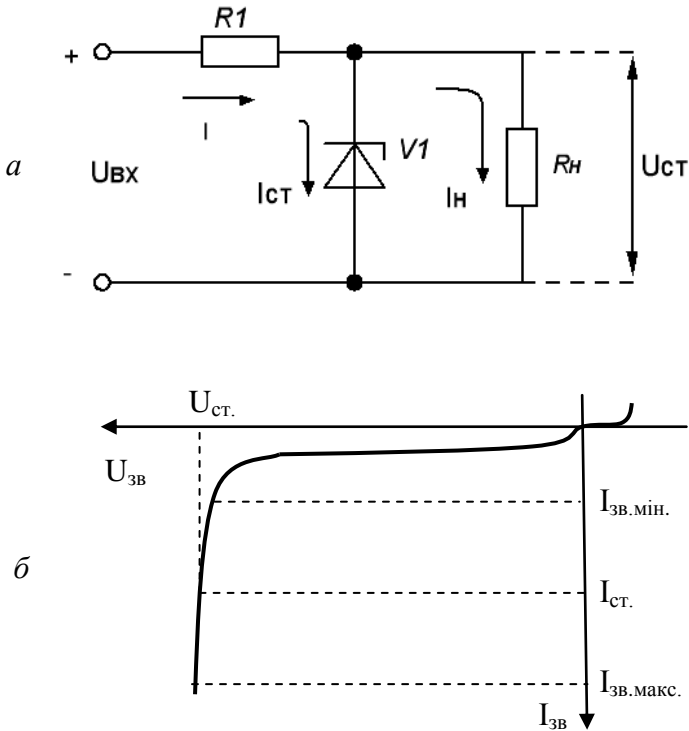 R1
+
I
V1
а
Uвх
Iст
Iн
Rн
Uст
-
Uст.
Uзв
Iзв.мін.
б
Iст.
Iзв.макс.
Iзв